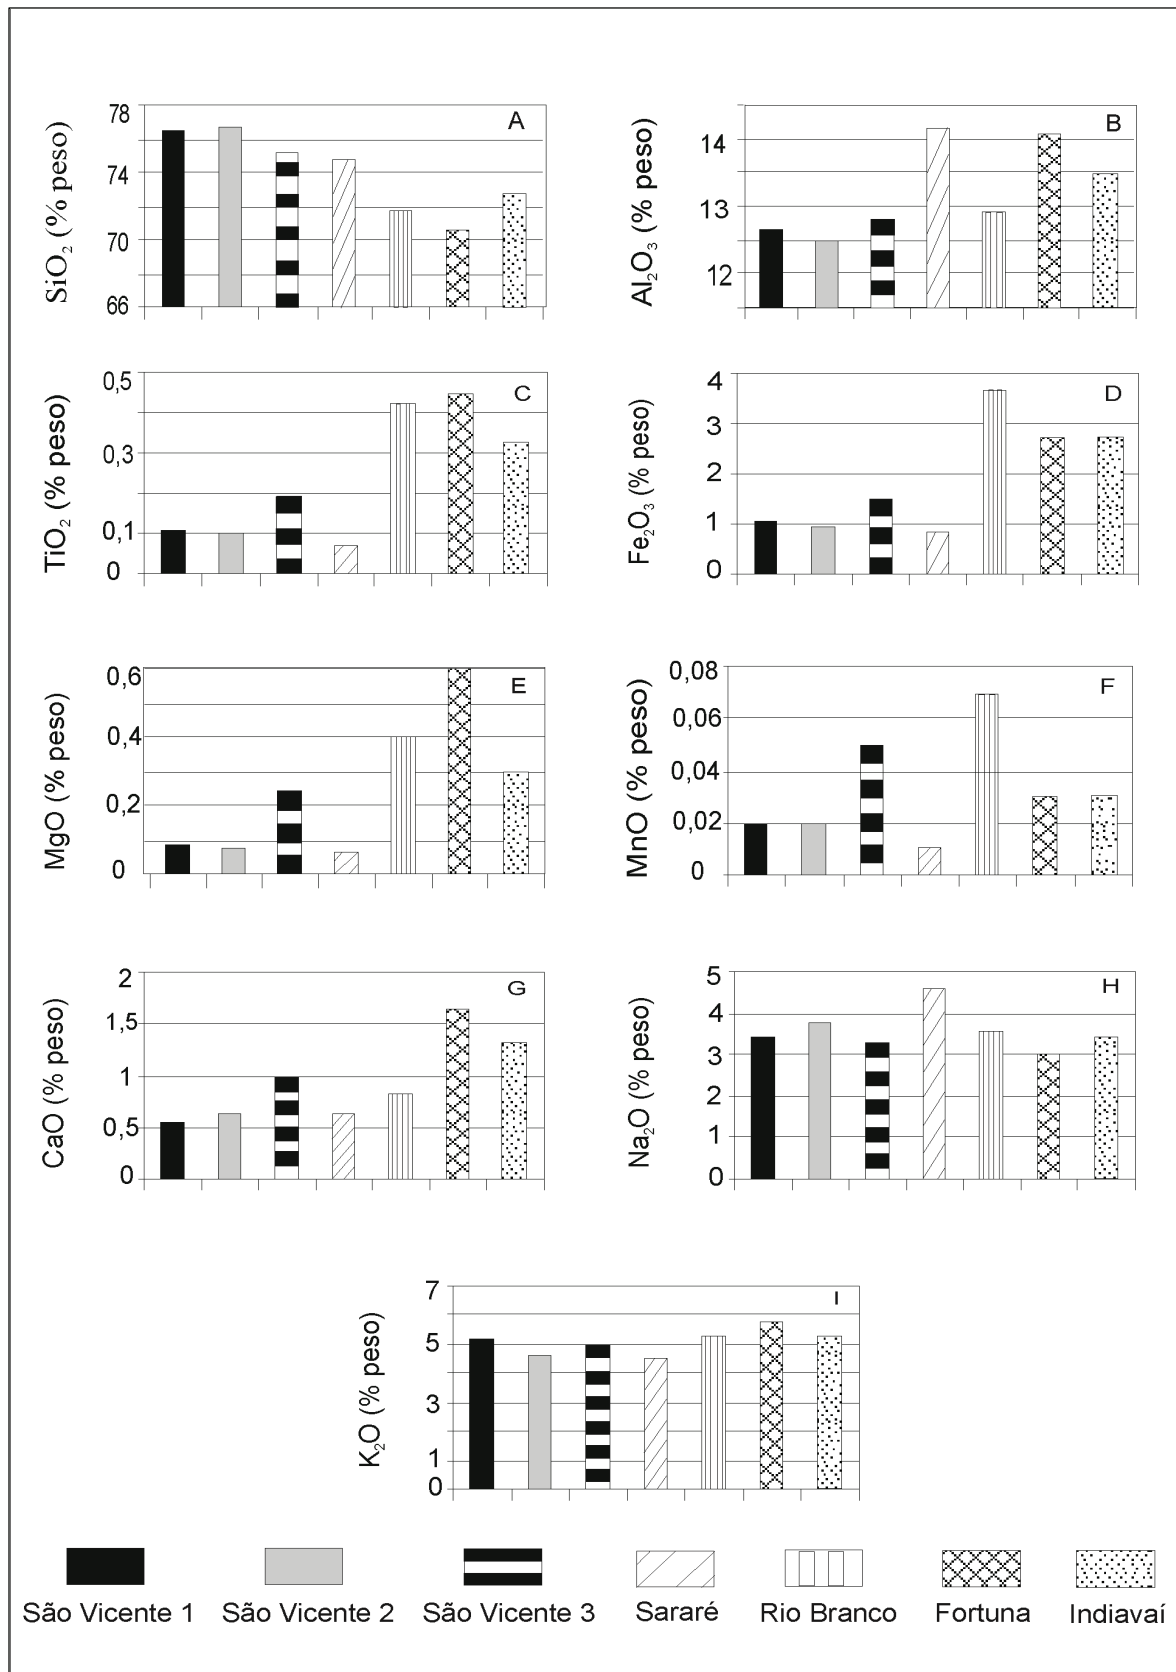 SiO₂ (% peso)
78
74
70
66
A
Al₂O₃ (% peso)
14
13
12
B
TiO₂ (% peso)
0,5
0,3
0,1
0
C
Fe₂O₃ (% peso)
4
3
2
1
0
D
MgO (% peso)
0,6
0,4
0,2
0
E
MnO (% peso)
0,08
0,06
0,04
0,02
0
F
CaO (% peso)
2
1,5
1
0,5
0
G
Na₂O (% peso)
5
4
3
2
1
0
H
K₂O (% peso)
7
5
3
1
0
I
São Vicente 1
São Vicente 2
São Vicente 3
Sararé
Rio Branco
Fortuna
Indiavaí